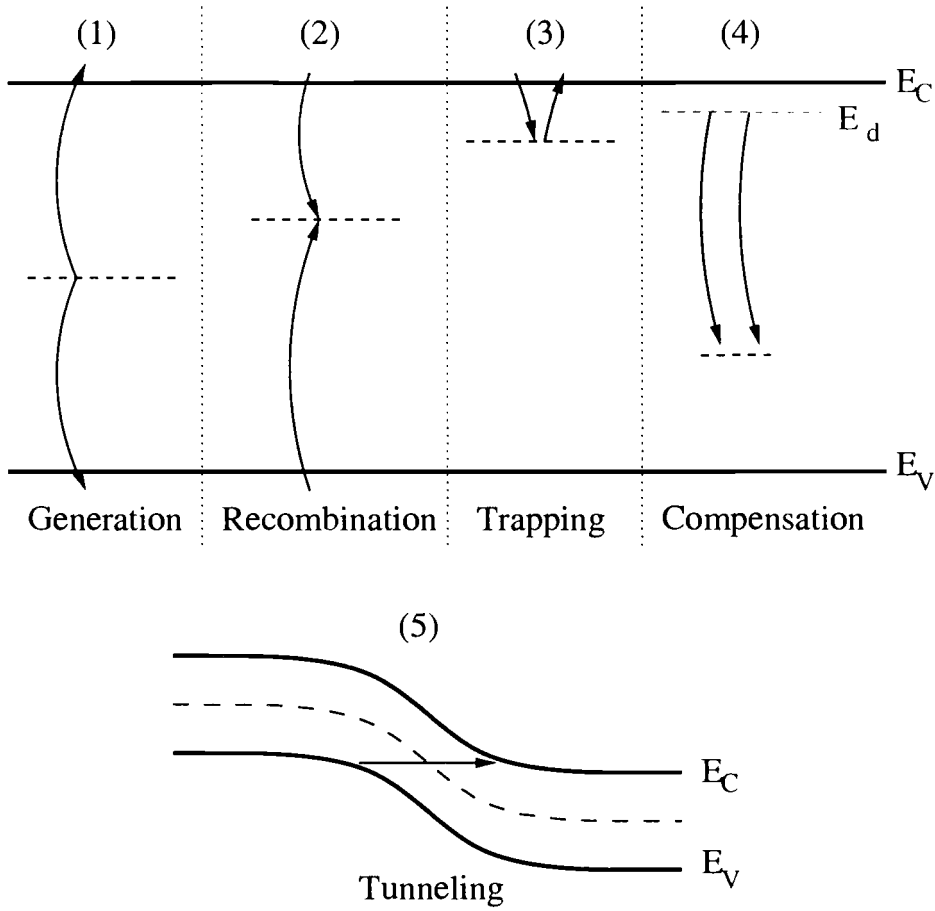 (1) (2) (3) (4)
E_C
E_d
E_V
Generation Recombination Trapping Compensation
(5)
E_C
E_V
Tunneling